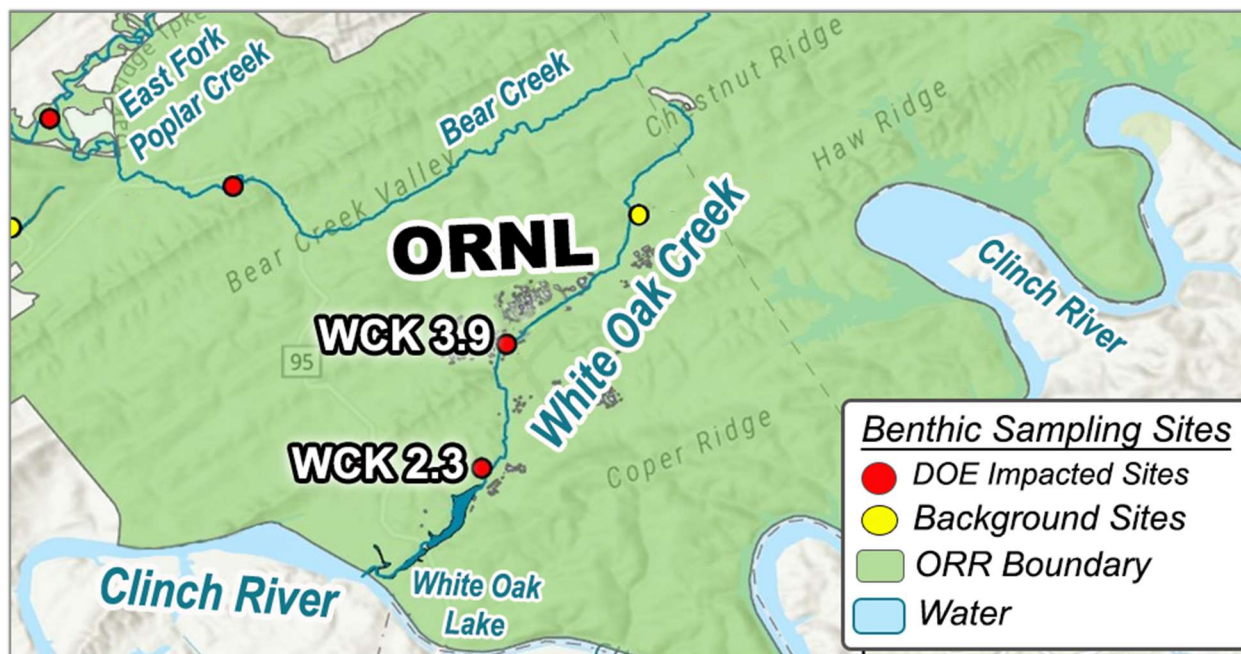 East Fork
Poplar Creek
Bear Creek
Chestnut Ridge
Haw Ridge
Bear Creek Valley
ORNL
White Oak Creek
Clinch River
WCK 3.9
95
WCK 2.3
Coper Ridge
Clinch River
White Oak
Lake
Benthic Sampling Sites
DOE Impacted Sites
Background Sites
ORR Boundary
Water